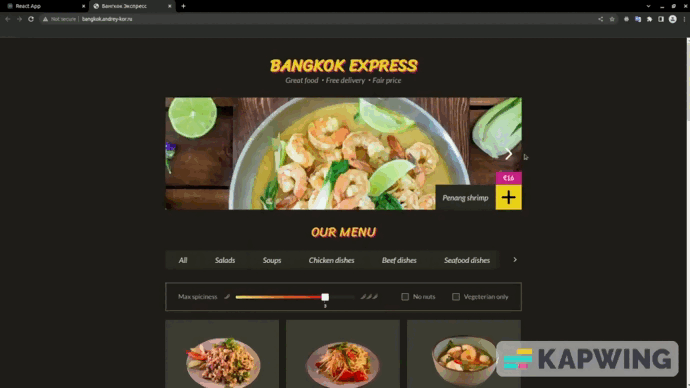 React App
Бангкок Экспресс
Not secure | bangkok.andrey-kor.ru
BANGKOK EXPRESS
Great food • Free delivery • Fair price
€16
Penang shrimp
OUR MENU
All Salads Soups Chicken dishes Beef dishes Seafood dishes
Max spiciness
3
No nuts
Vegeterian only
KAPWING